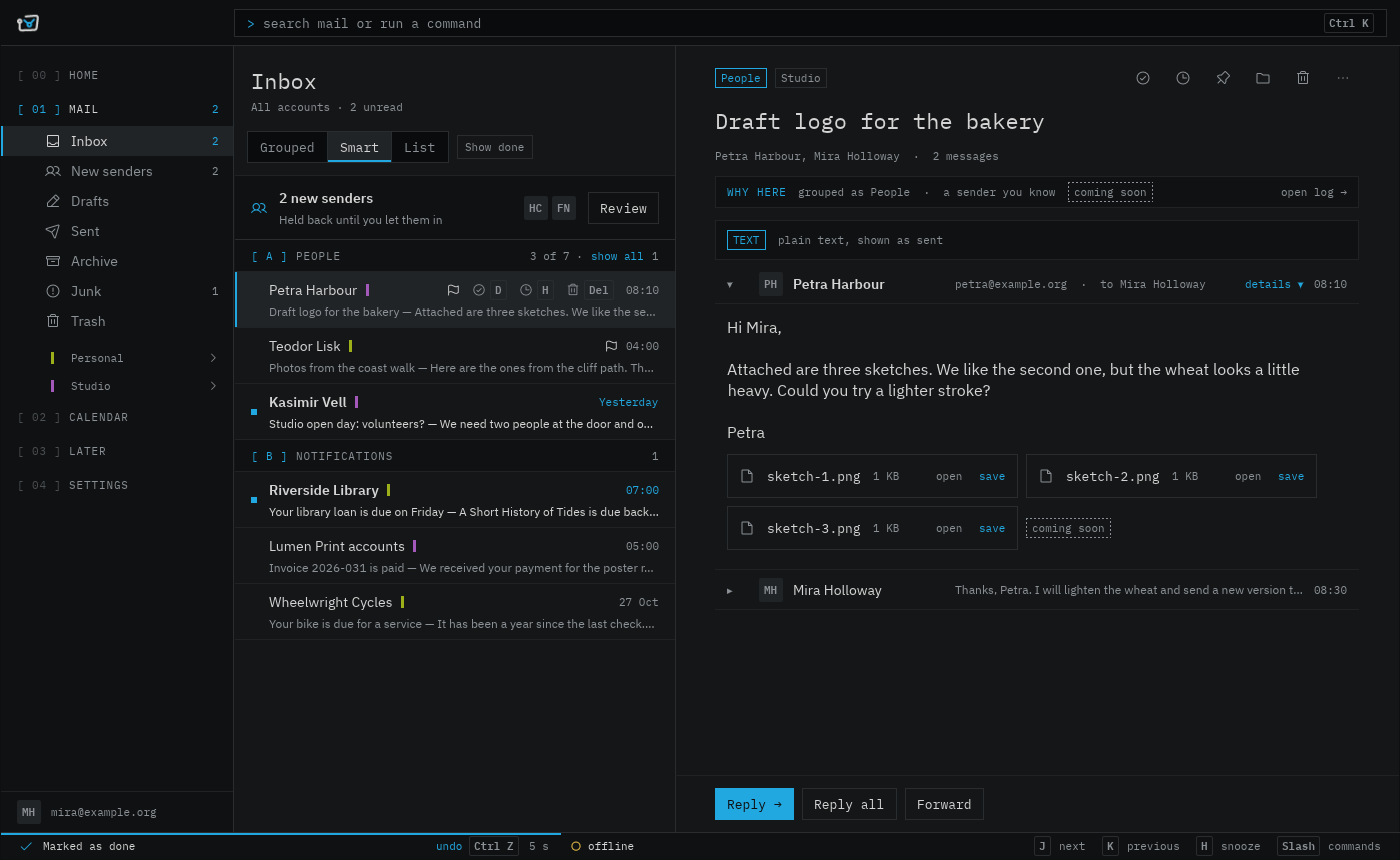 > search mail or run a command Ctrl K
[ 00 ] HOME
[ 01 ] MAIL 2
Inbox 2
New senders 2
Drafts
Sent
Archive
Junk 1
Trash
Personal
Studio
[ 02 ] CALENDAR
[ 03 ] LATER
[ 04 ] SETTINGS
MH mira@example.org
Inbox
All accounts · 2 unread
Grouped Smart List Show done
2 new senders
Held back until you let them in
HC FN Review
[ A ] PEOPLE 3 of 7 · show all 1
Petra Harbour D H Del 08:10
Draft logo for the bakery — Attached are three sketches. We like the se…
Teodor Lisk 04:00
Photos from the coast walk — Here are the ones from the cliff path. Th…
Kasimir Vell Yesterday
Studio open day: volunteers? — We need two people at the door and o…
[ B ] NOTIFICATIONS 1
Riverside Library 07:00
Your library loan is due on Friday — A Short History of Tides is due back…
Lumen Print accounts 05:00
Invoice 2026-031 is paid — We received your payment for the poster r…
Wheelwright Cycles 27 Oct
Your bike is due for a service — It has been a year since the last check.…
People Studio
Draft logo for the bakery
Petra Harbour, Mira Holloway · 2 messages
WHY HERE grouped as People · a sender you know coming soon open log →
TEXT plain text, shown as sent
▾ PH Petra Harbour petra@example.org · to Mira Holloway details ▾ 08:10
Hi Mira,
Attached are three sketches. We like the second one, but the wheat looks a little
heavy. Could you try a lighter stroke?
Petra
sketch-1.png 1 KB open save
sketch-2.png 1 KB open save
sketch-3.png 1 KB open save
coming soon
▸ MH Mira Holloway Thanks, Petra. I will lighten the wheat and send a new version t… 08:30
Reply → Reply all Forward
Marked as done undo Ctrl Z 5 s offline
J next K previous H snooze Slash commands